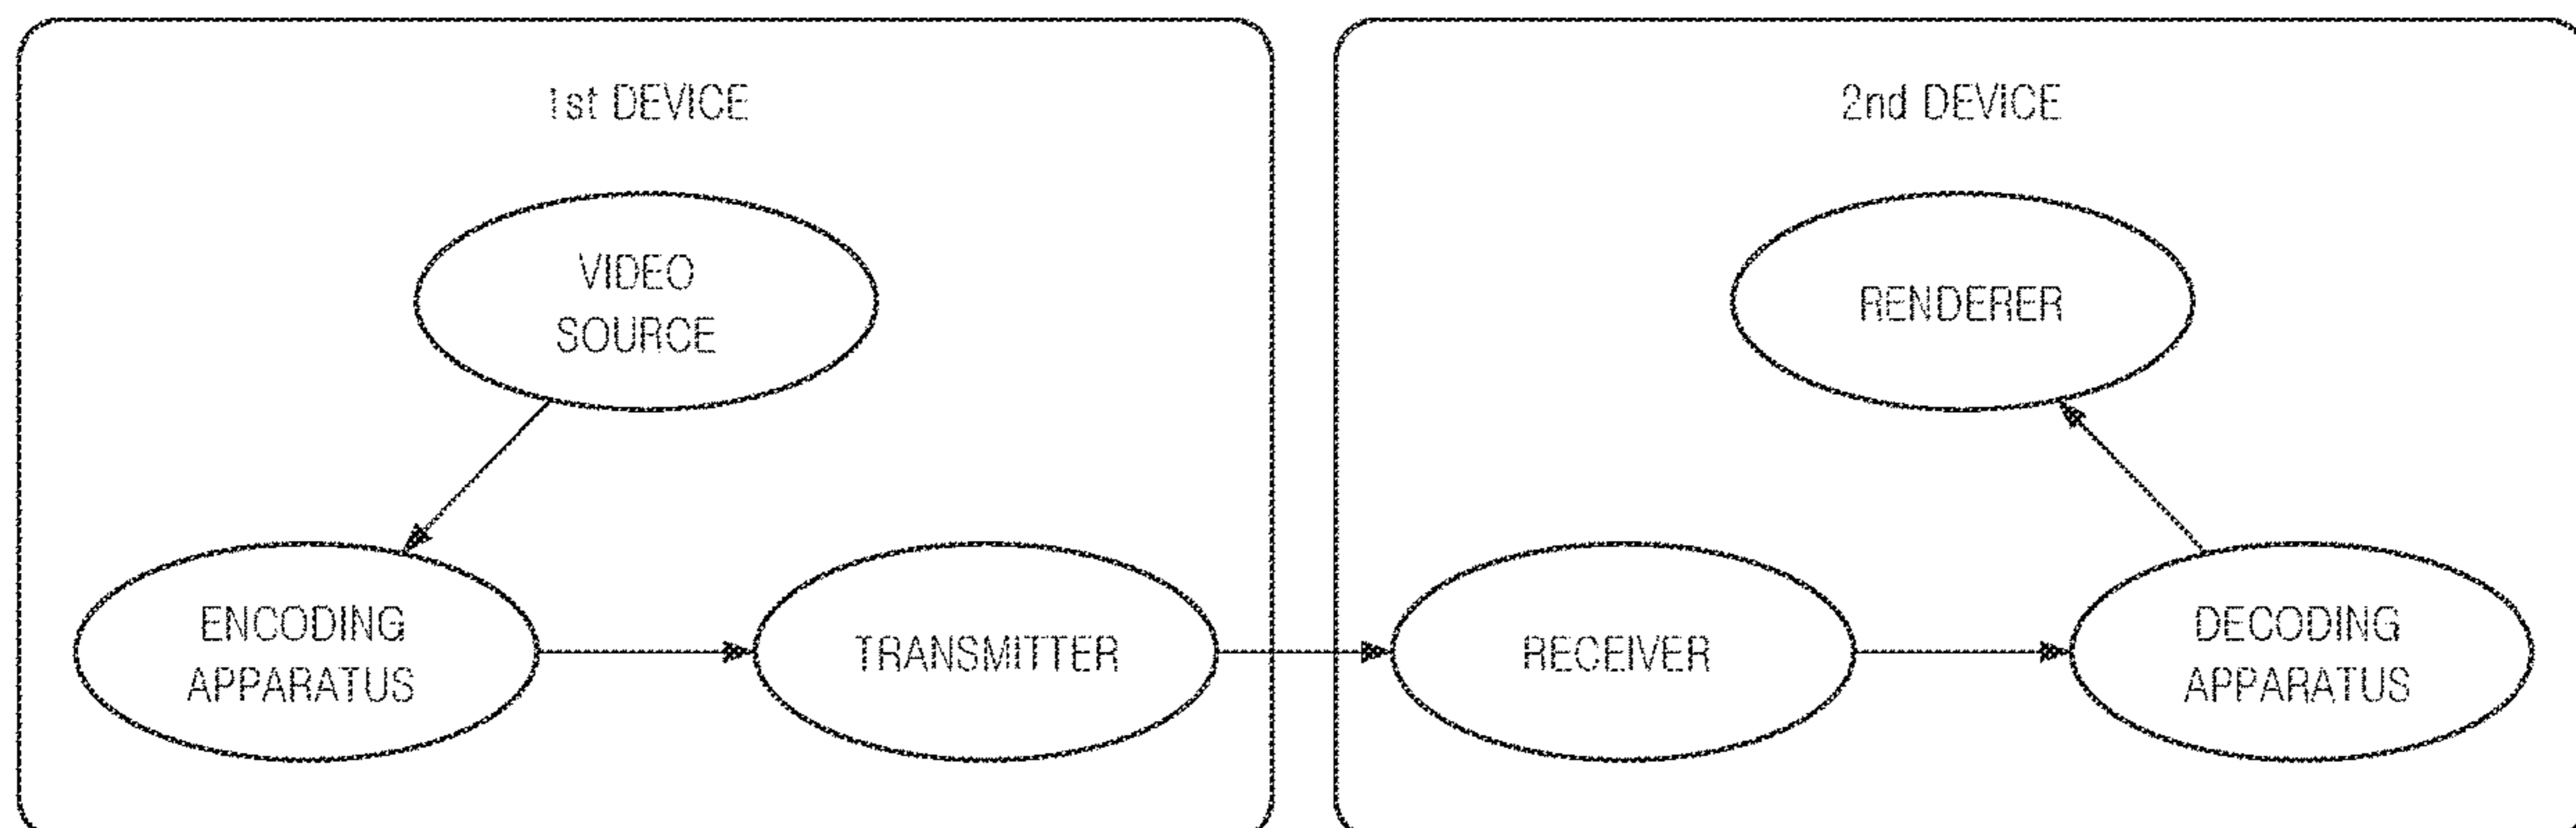 1st DEVICE
VIDEO
SOURCE
ENCODING
APPARATUS
TRANSMITTER
2nd DEVICE
RENDERER
RECEIVER
DECODING
APPARATUS